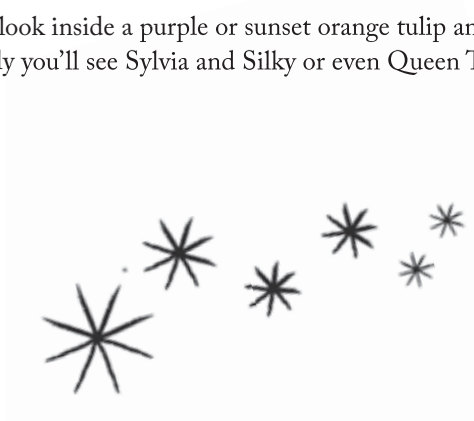 look inside a purple or sunset orange tulip
you’ll see Sylvia and Silky or even Queen